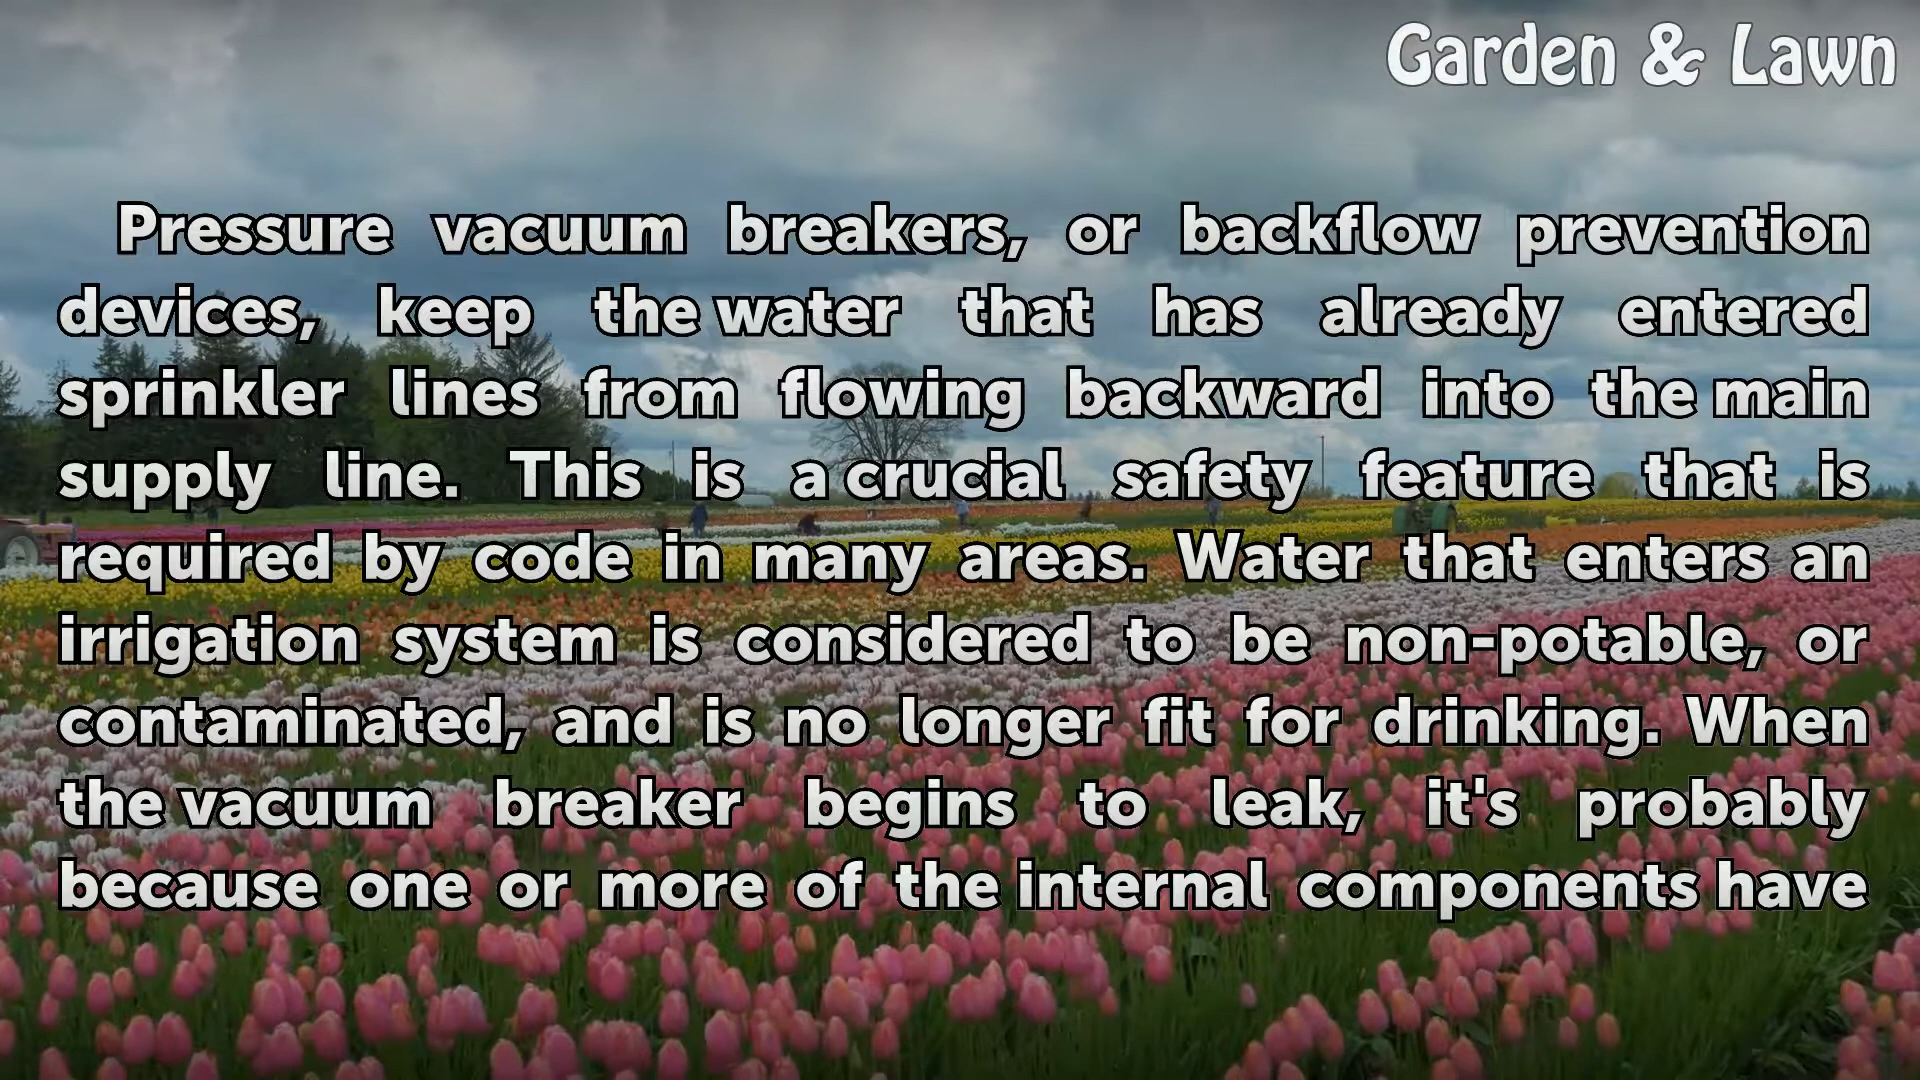 Garden & Lawn
Pressure vacuum breakers, or backflow prevention
devices, keep the water that has already entered
sprinkler lines from flowing backward into the main
supply line. This is a crucial safety feature that is
required by code in many areas. Water that enters an
irrigation system is considered to be non-potable, or
contaminated, and is no longer fit for drinking. When
the vacuum breaker begins to leak, it's probably
because one or more of the internal components have